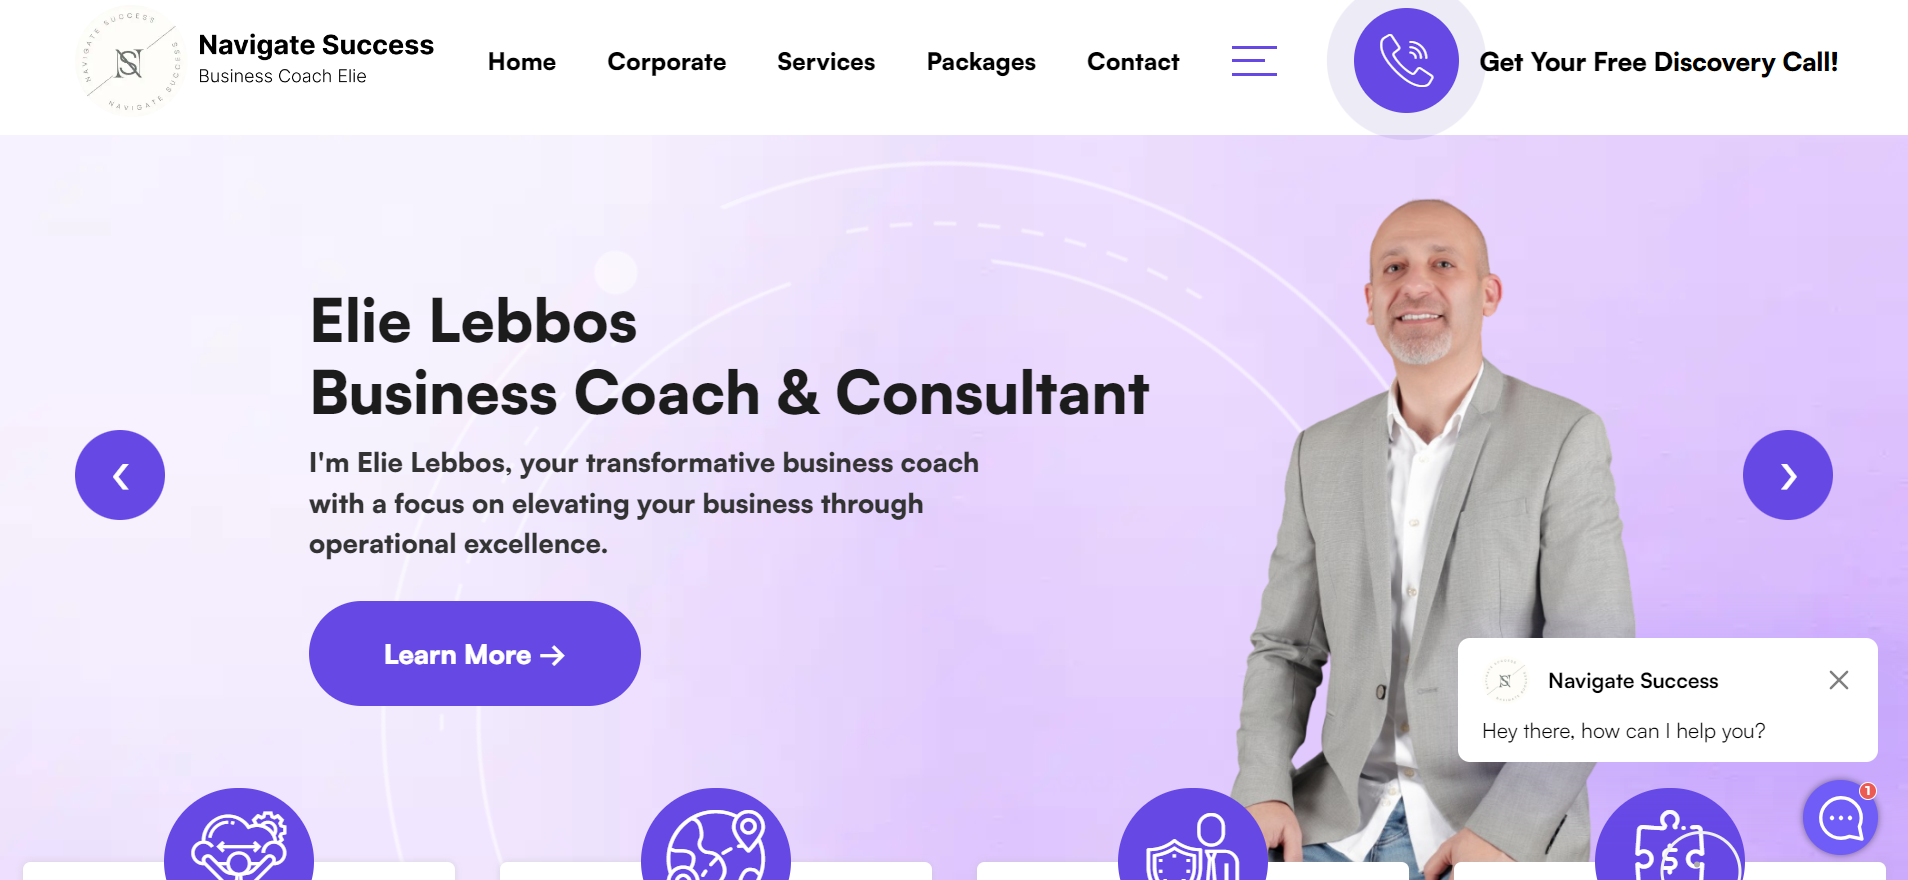 NAVIGATE SUCCESS
NAVIGATE SUCCESS
NS
Navigate Success
Business Coach Elie
Home
Corporate
Services
Packages
Contact
Get Your Free Discovery Call!
Elie Lebbos
Business Coach & Consultant
I'm Elie Lebbos, your transformative business coach
with a focus on elevating your business through
operational excellence.
Learn More →
Navigate Success
Hey there, how can I help you?
1
$